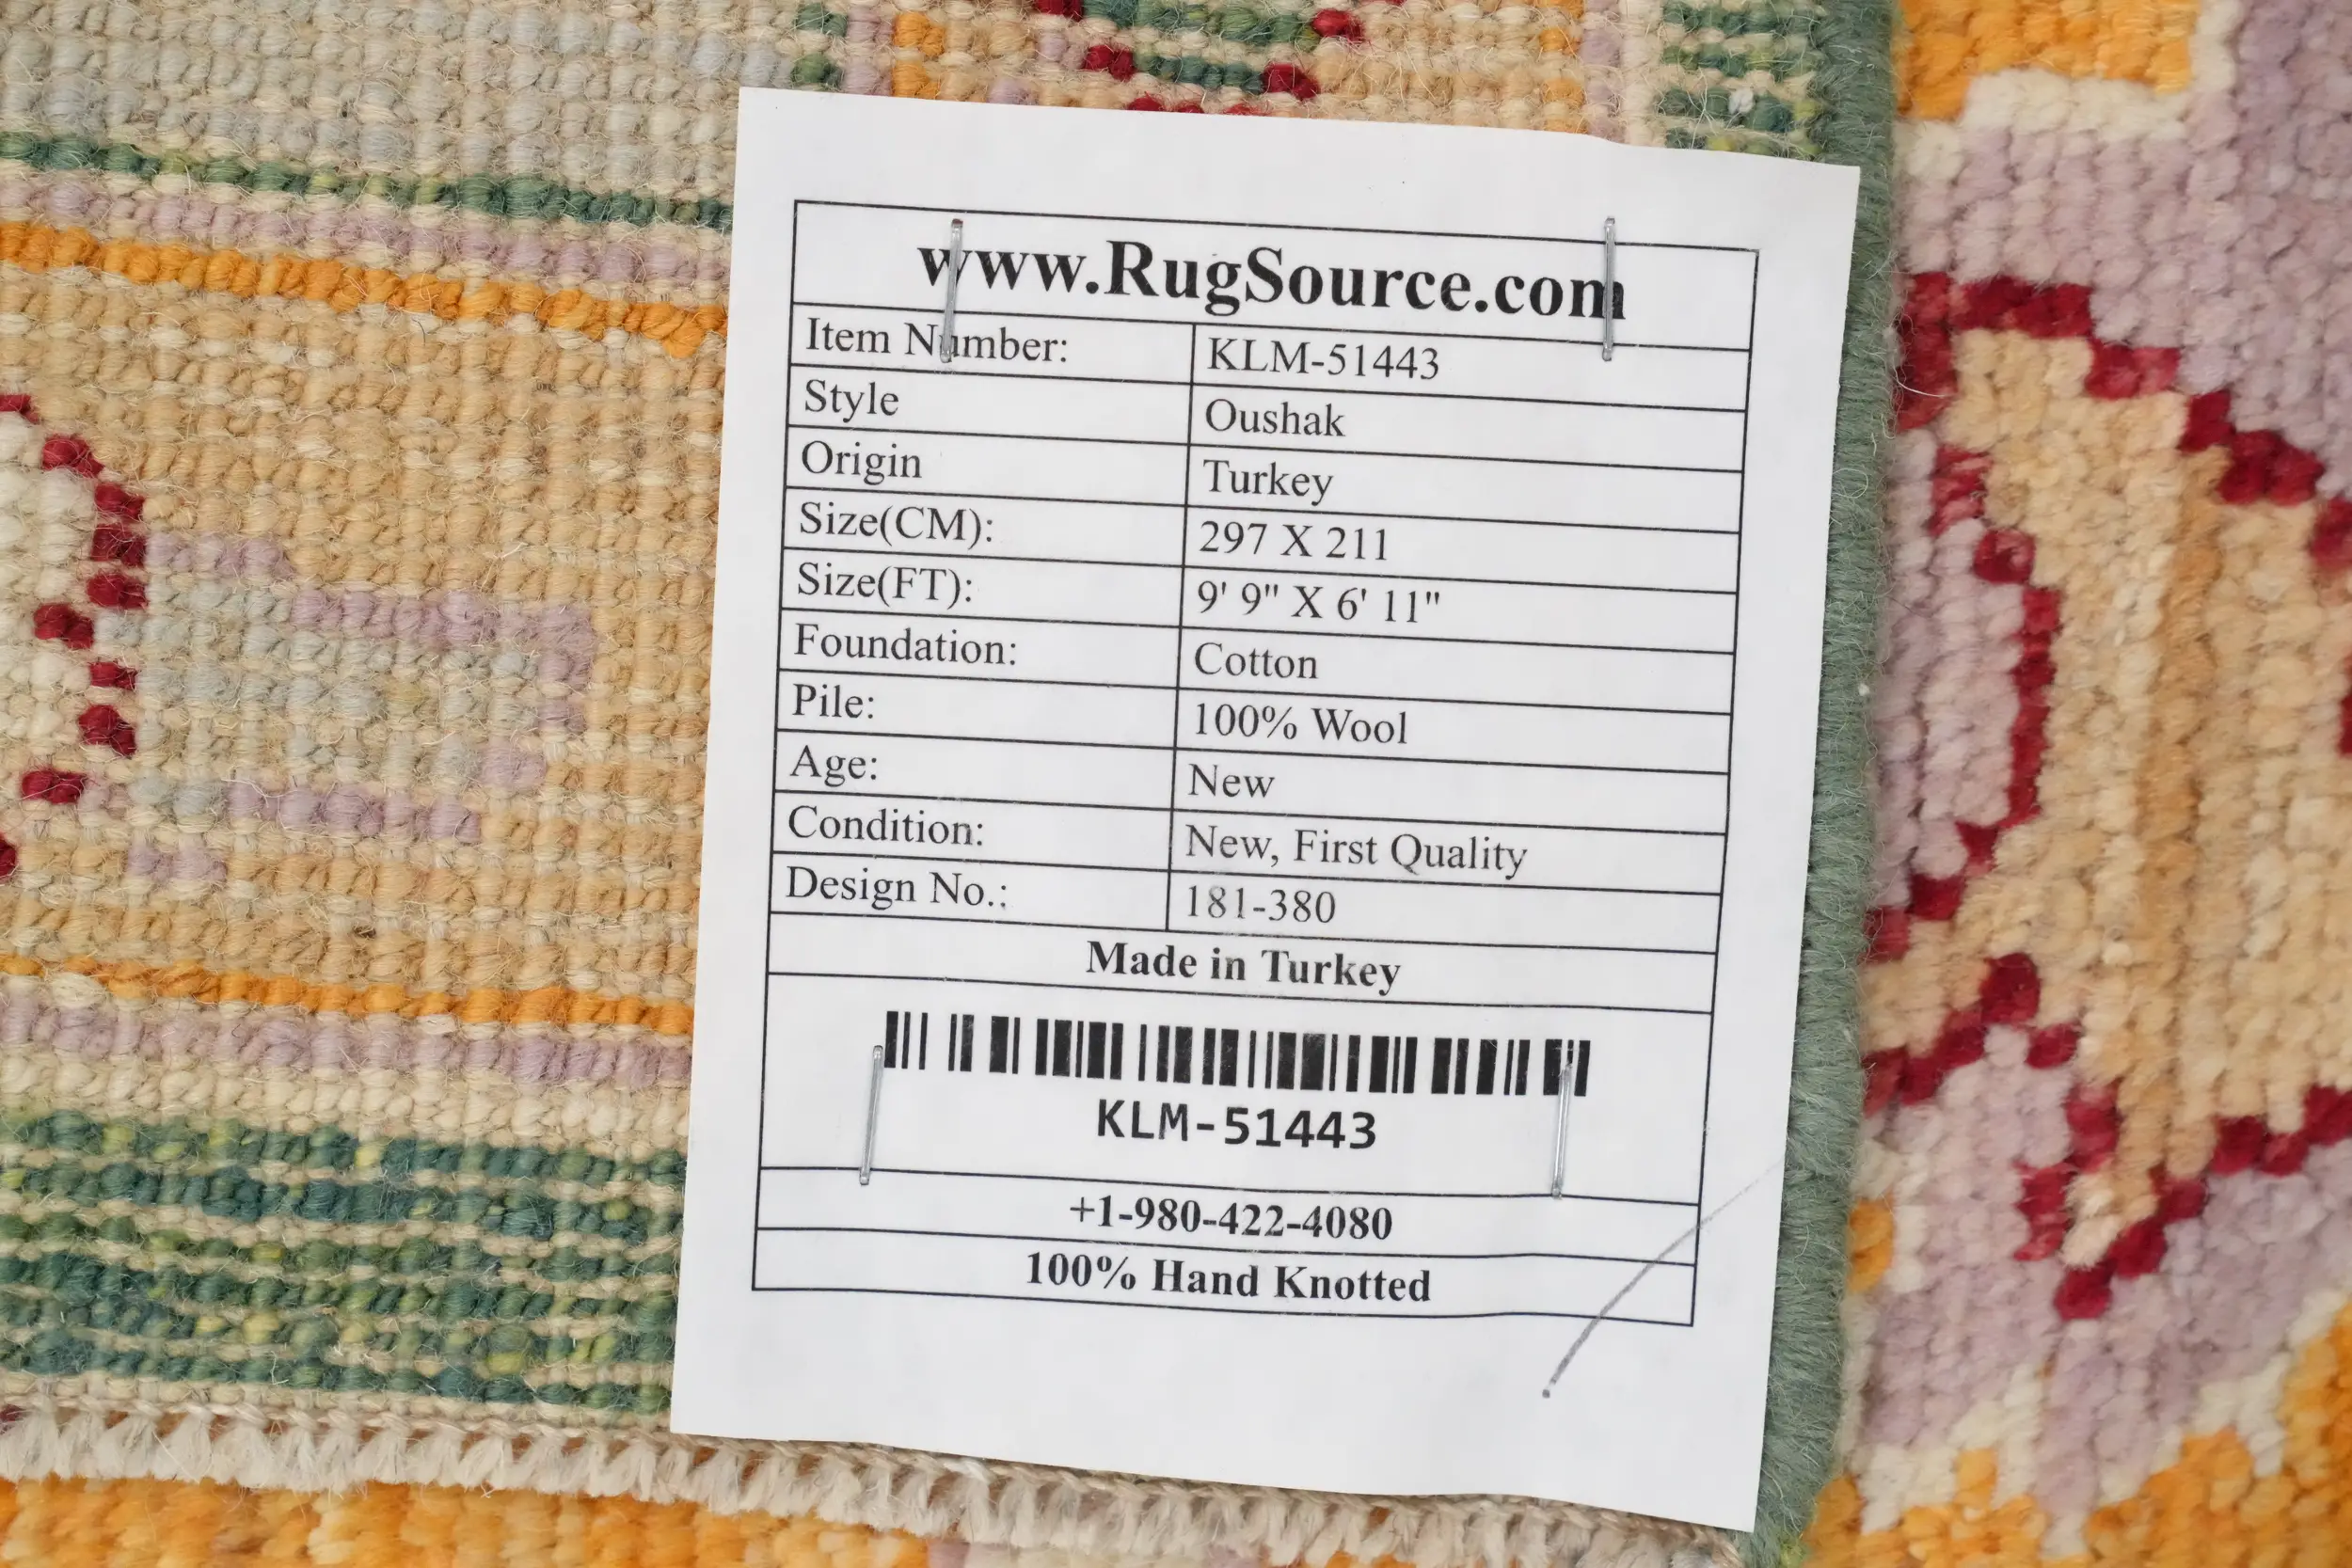 www.RugSource.com
Item Number: KLM-51443
Style Oushak
Origin Turkey
Size(CM): 297 X 211
Size(FT): 9' 9" X 6' 11"
Foundation: Cotton
Pile: 100% Wool
Age: New
Condition: New, First Quality
Design No.: 181-380
Made in Turkey
KLM-51443
+1-980-422-4080
100% Hand Knotted